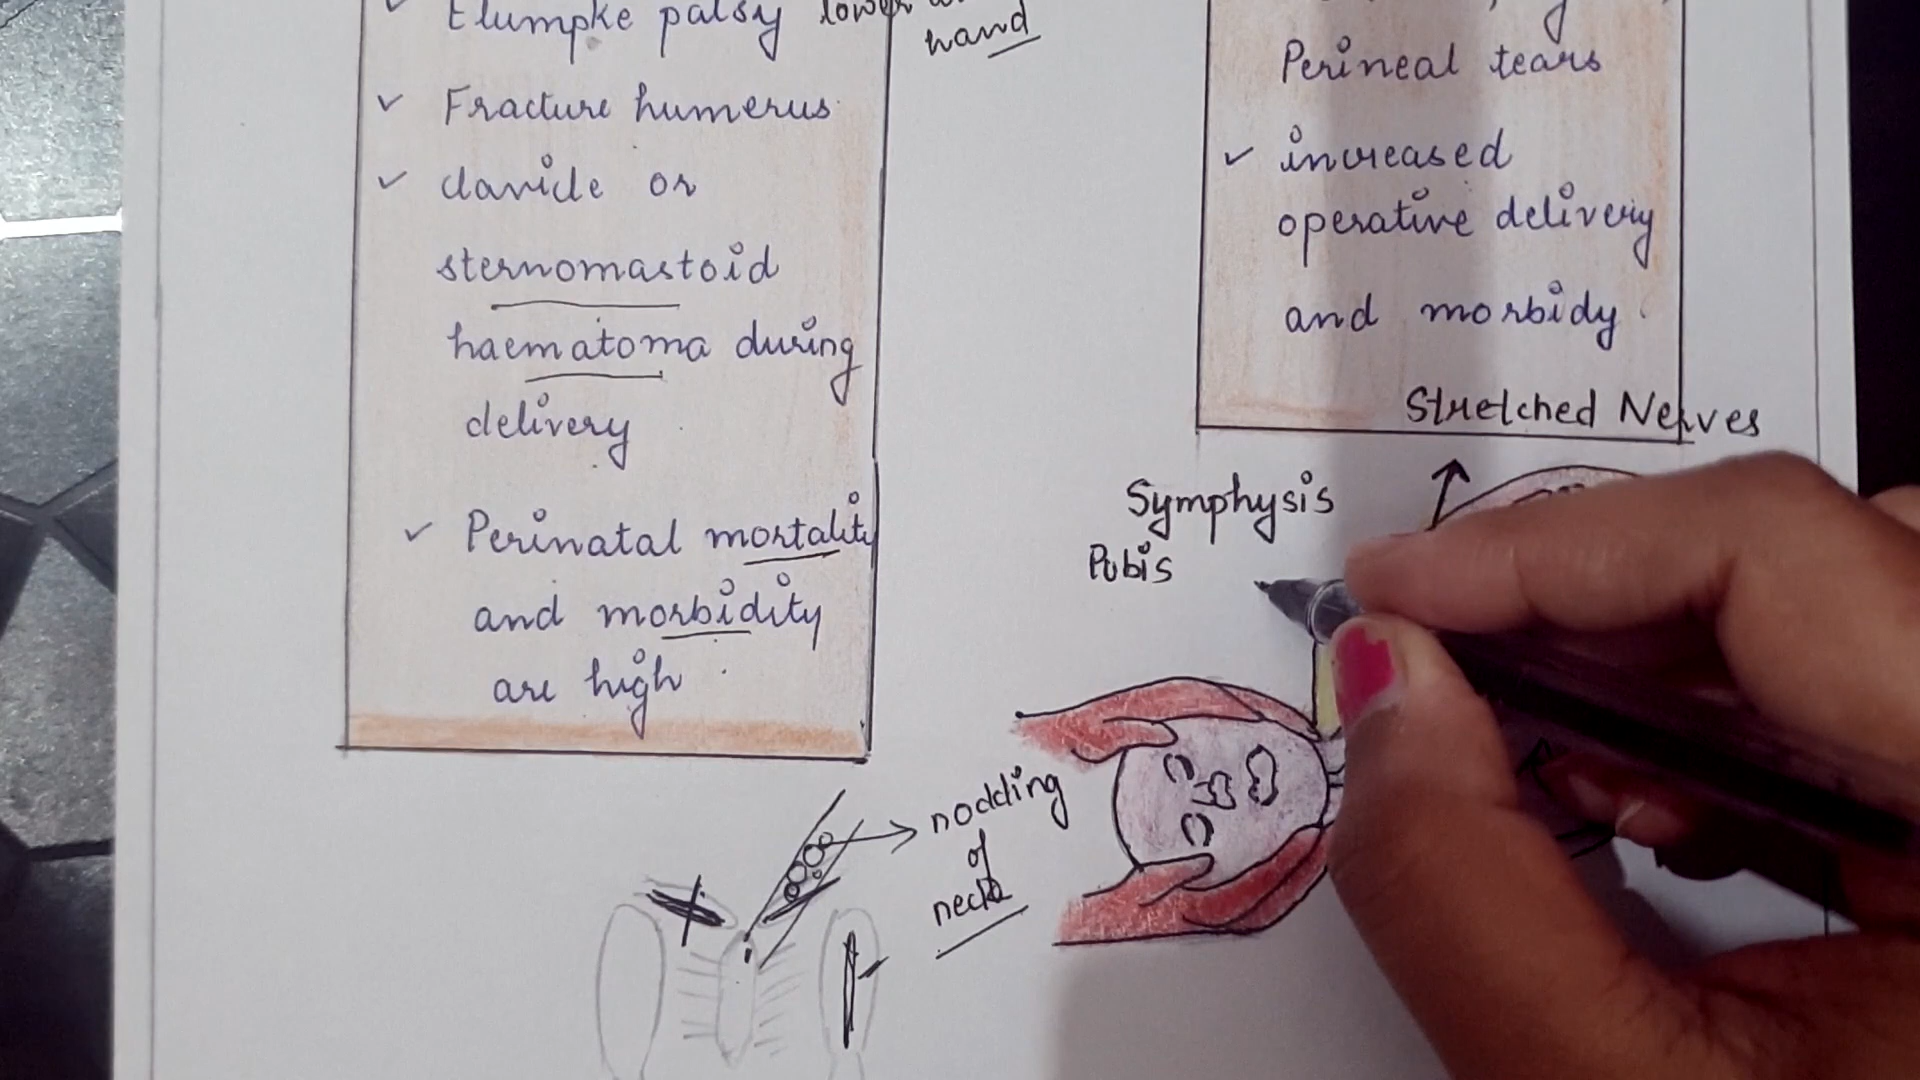 Elumpke palsy lower
hand
✓ Fracture humerus
✓ clavicle or
sternomastoid
haematoma during
delivery
✓ Perinatal mortality
and morbidity
are high
Perineal tears
✓ increased
operative delivery
and morbidy
Stretched Nerves
Symphysis
Pubis
nodding
of
neck